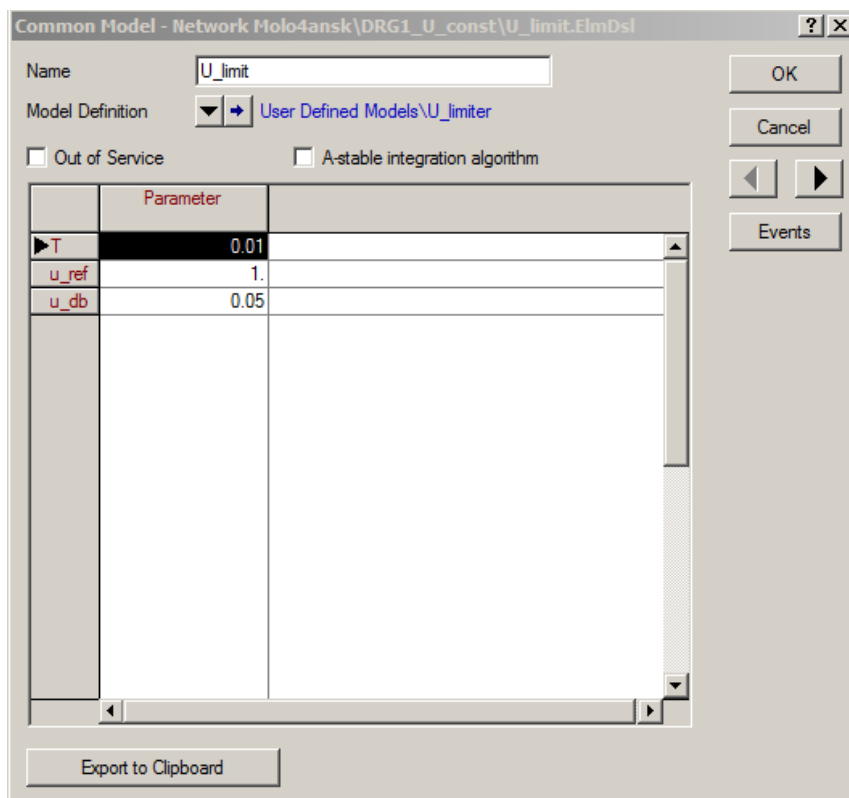 Common Model - Network Molo4ansk\DRG1_U_const\U_limit.ElmDsl
Name U_limit OK
Model Definition User Defined Models\U_limiter
Cancel
Out of Service A-stable integration algorithm
Parameter
Events
T 0.01
u_ref 1.
u_db 0.05
Export to Clipboard